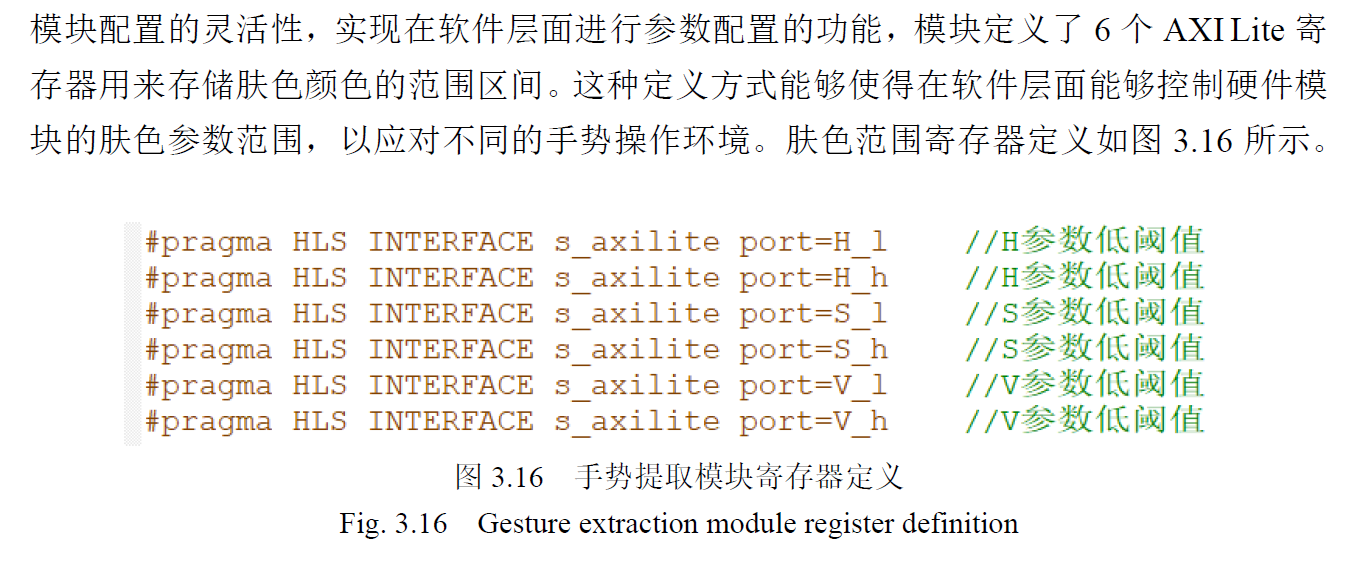 模块配置的灵活性，实现在软件层面进行参数配置的功能，模块定义了 6 个 AXI Lite 寄
存器用来存储肤色颜色的范围区间。这种定义方式能够使得在软件层面能够控制硬件模
块的肤色参数范围，以应对不同的手势操作环境。肤色范围寄存器定义如图 3.16 所示。
#pragma HLS INTERFACE s_axilite port=H_l //H参数低阈值
#pragma HLS INTERFACE s_axilite port=H_h //H参数低阈值
#pragma HLS INTERFACE s_axilite port=S_l //S参数低阈值
#pragma HLS INTERFACE s_axilite port=S_h //S参数低阈值
#pragma HLS INTERFACE s_axilite port=V_l //V参数低阈值
#pragma HLS INTERFACE s_axilite port=V_h //V参数低阈值
图 3.16 手势提取模块寄存器定义
Fig. 3.16 Gesture extraction module register definition